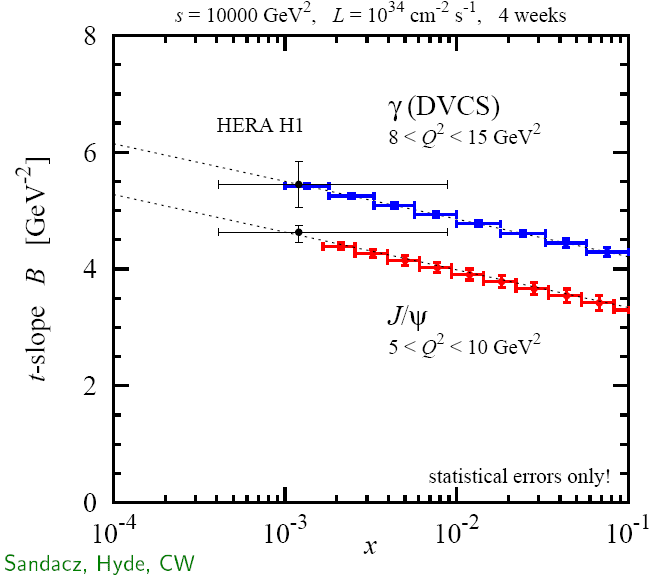 s = 10000 GeV², L = 10³⁴ cm⁻² s⁻¹, 4 weeks
8
6
4
2
0
t-slope B [GeV⁻²]
HERA H1
γ (DVCS)
8 < Q² < 15 GeV²
J/ψ
5 < Q² < 10 GeV²
statistical errors only!
10⁻⁴ 10⁻³ 10⁻² 10⁻¹
x
Sandacz, Hyde, CW